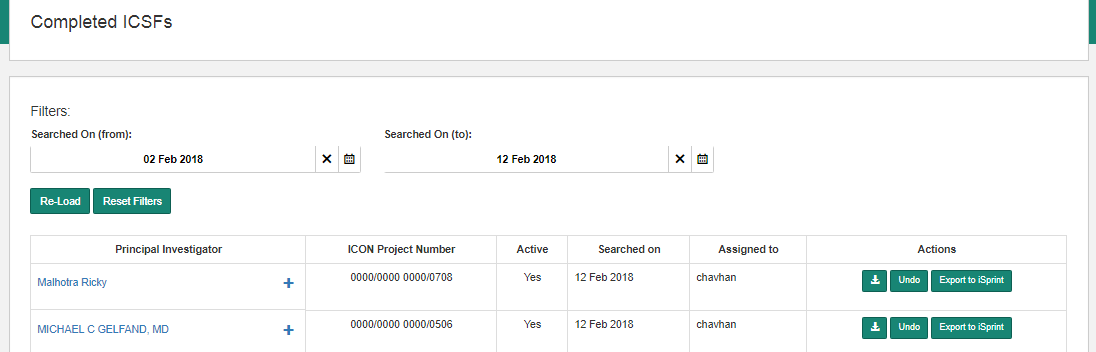 Completed ICSFs
Filters:
Searched On (from): Searched On (to):
02 Feb 2018 12 Feb 2018
Re-Load Reset Filters
Principal Investigator ICON Project Number Active Searched on Assigned to Actions
Malhotra Ricky + 0000/0000 0000/0708 Yes 12 Feb 2018 chavhan Undo Export to iSprint
MICHAEL C GELFAND, MD + 0000/0000 0000/0506 Yes 12 Feb 2018 chavhan Undo Export to iSprint